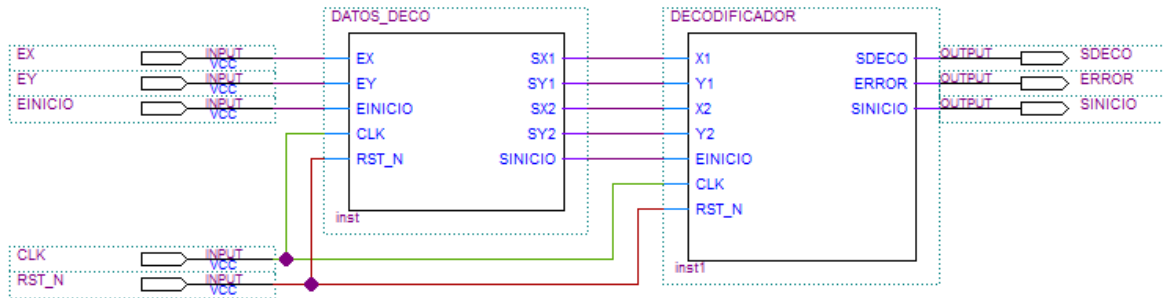 DATOS_DECO
DECODIFICADOR
EX INPUT VCC
EY INPUT VCC
EINICIO INPUT VCC
EX SX1
EY SY1
EINICIO SX2
CLK SY2
RST_N SINICIO
inst
X1 SDECO
Y1 ERROR
X2 SINICIO
Y2
EINICIO
CLK
RST_N
inst1
OUTPUT SDECO
OUTPUT ERROR
OUTPUT SINICIO
CLK INPUT VCC
RST_N INPUT VCC